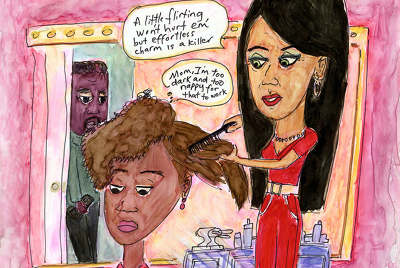 A little flirting,
won't hurt em,
but effortless
charm is a killer
Mom, I'm too
dark and too
nappy for
that to work